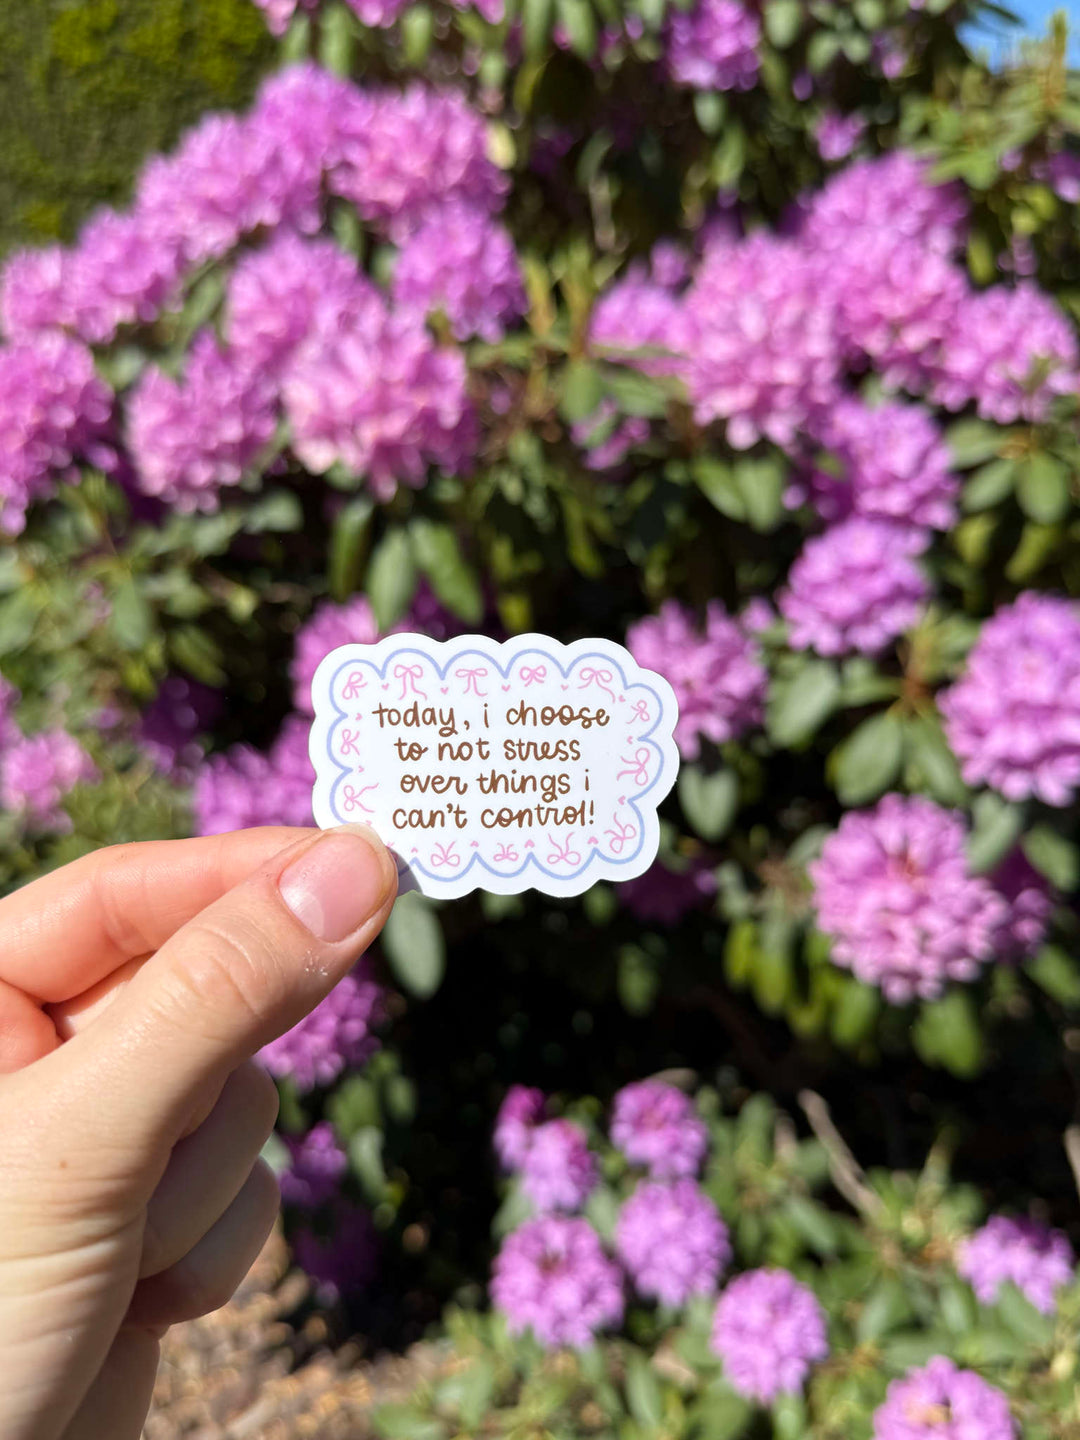 today, i choose
to not stress
over things i
can't control!